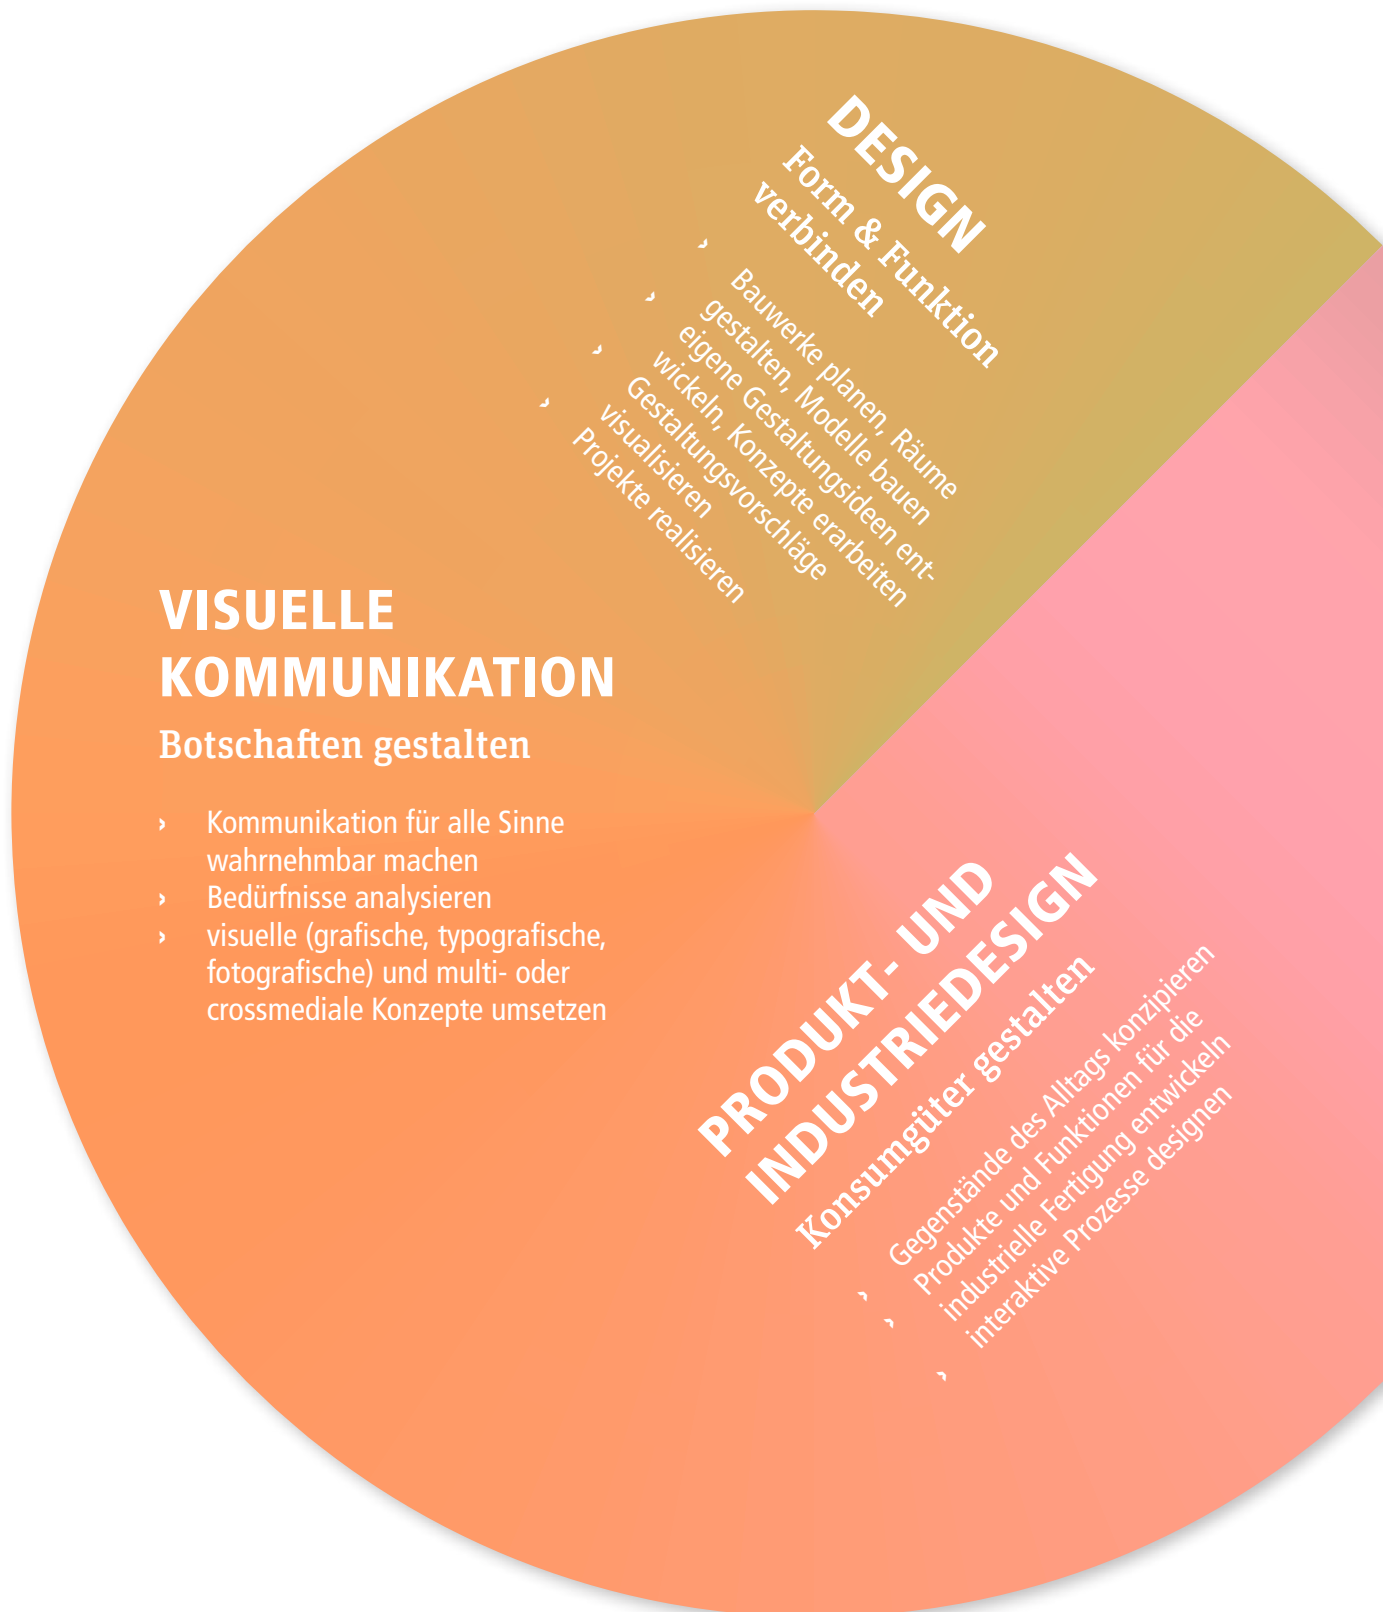 DESIGN
Form & Funktion
verbinden
› Bauwerke planen, Räume
gestalten, Modelle bauen
› eigene Gestaltungsideen ent-
wickeln, Konzepte erarbeiten
› Gestaltungsvorschläge
visualisieren
› Projekte realisieren
VISUELLE
KOMMUNIKATION
Botschaften gestalten
› Kommunikation für alle Sinne
wahrnehmbar machen
› Bedürfnisse analysieren
› visuelle (grafische, typografische,
fotografische) und multi- oder
crossmediale Konzepte umsetzen
PRODUKT- UND
INDUSTRIEDESIGN
Konsumgüter gestalten
› Gegenstände des Alltags konzipieren
› Produkte und Funktionen für die
industrielle Fertigung entwickeln
› interaktive Prozesse designen